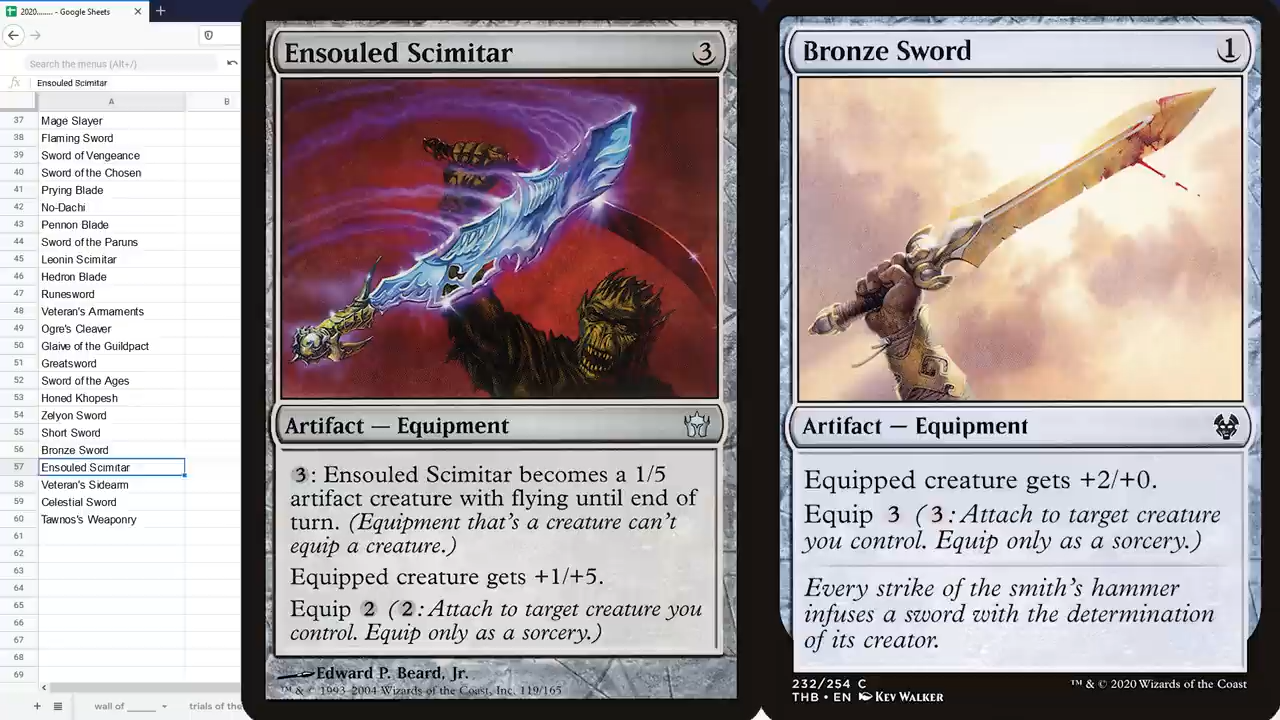 2020........ - Google Sheets
Search the menus (Alt+/)
fx Ensouled Scimitar
A B
37 Mage Slayer
38 Flaming Sword
39 Sword of Vengeance
40 Sword of the Chosen
41 Prying Blade
42 No-Dachi
43 Pennon Blade
44 Sword of the Paruns
45 Leonin Scimitar
46 Hedron Blade
47 Runesword
48 Veteran's Armaments
49 Ogre's Cleaver
50 Glaive of the Guildpact
51 Greatsword
52 Sword of the Ages
53 Honed Khopesh
54 Zelyon Sword
55 Short Sword
56 Bronze Sword
57 Ensouled Scimitar
58 Veteran's Sidearm
59 Celestial Sword
60 Tawnos's Weaponry
61
62
63
64
65
66
67
68
69
wall of ______ trials of the
Ensouled Scimitar 3
Artifact — Equipment
3: Ensouled Scimitar becomes a 1/5
artifact creature with flying until end of
turn. (Equipment that's a creature can't
equip a creature.)
Equipped creature gets +1/+5.
Equip 2 (2: Attach to target creature you
control. Equip only as a sorcery.)
Edward P. Beard, Jr.
™ & © 1993–2004 Wizards of the Coast, Inc. 119/165
Bronze Sword 1
Artifact — Equipment
Equipped creature gets +2/+0.
Equip 3 (3: Attach to target creature
you control. Equip only as a sorcery.)
Every strike of the smith's hammer
infuses a sword with the determination
of its creator.
232/254 C
THB • EN Kev Walker
™ & © 2020 Wizards of the Coast